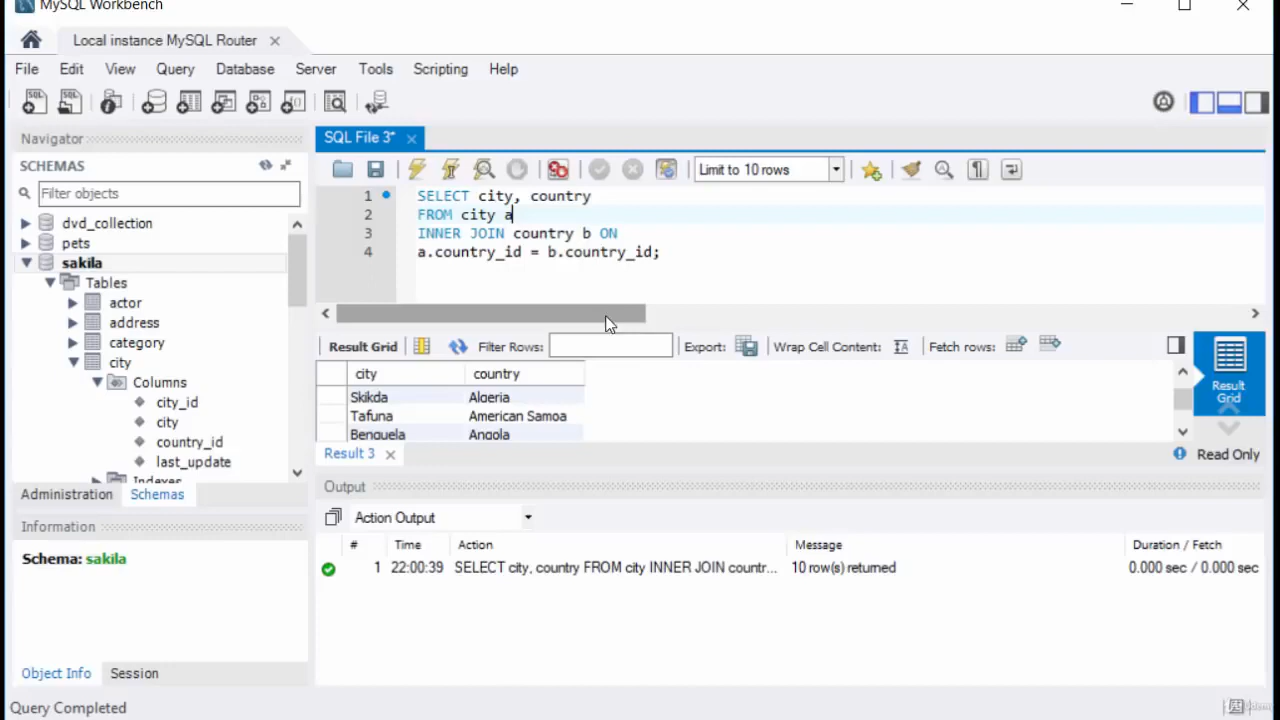 MySQL Workbench
Local instance MySQL Router
File Edit View Query Database Server Tools Scripting Help
Navigator
SCHEMAS
Filter objects
dvd_collection
pets
sakila
Tables
actor
address
category
city
Columns
city_id
city
country_id
last_update
Indexes
Administration Schemas
Information
Schema: sakila
Object Info Session
SQL File 3*
Limit to 10 rows
1 SELECT city, country
2 FROM city a
3 INNER JOIN country b ON
4 a.country_id = b.country_id;
Result Grid Filter Rows: Export: Wrap Cell Content: Fetch rows:
city country
Skikda Algeria
Tafuna American Samoa
Benguela Angola
Result Grid
Result 3
Read Only
Output
Action Output
# Time Action Message Duration / Fetch
1 22:00:39 SELECT city, country FROM city INNER JOIN countr... 10 row(s) returned 0.000 sec / 0.000 sec
Query Completed